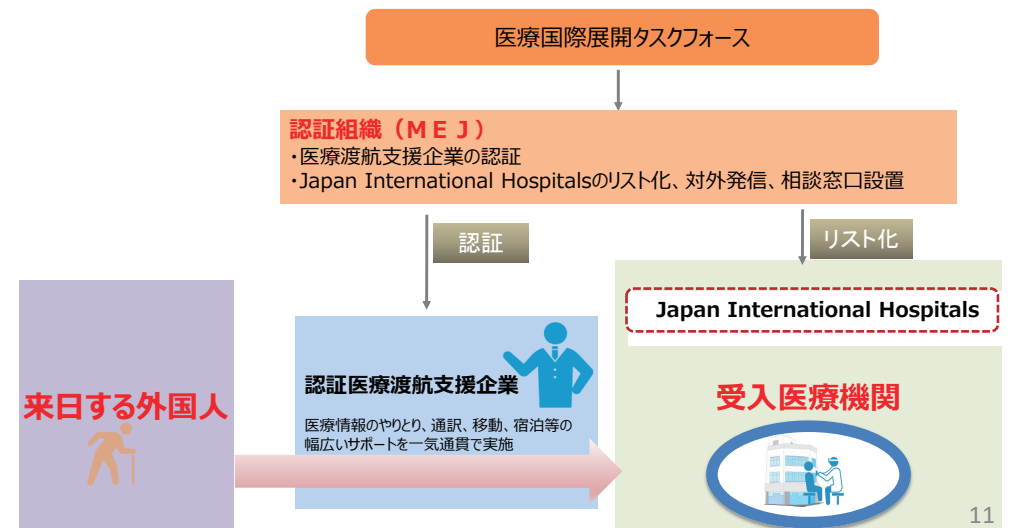 医療国際展開タスクフォース
認証組織（ＭＥＪ）
・医療渡航支援企業の認証
・Japan International Hospitalsのリスト化、対外発信、相談窓口設置
認証
リスト化
Japan International Hospitals
来日する外国人
認証医療渡航支援企業
医療情報のやりとり、通訳、移動、宿泊等の
幅広いサポートを一気通貫で実施
受入医療機関
11